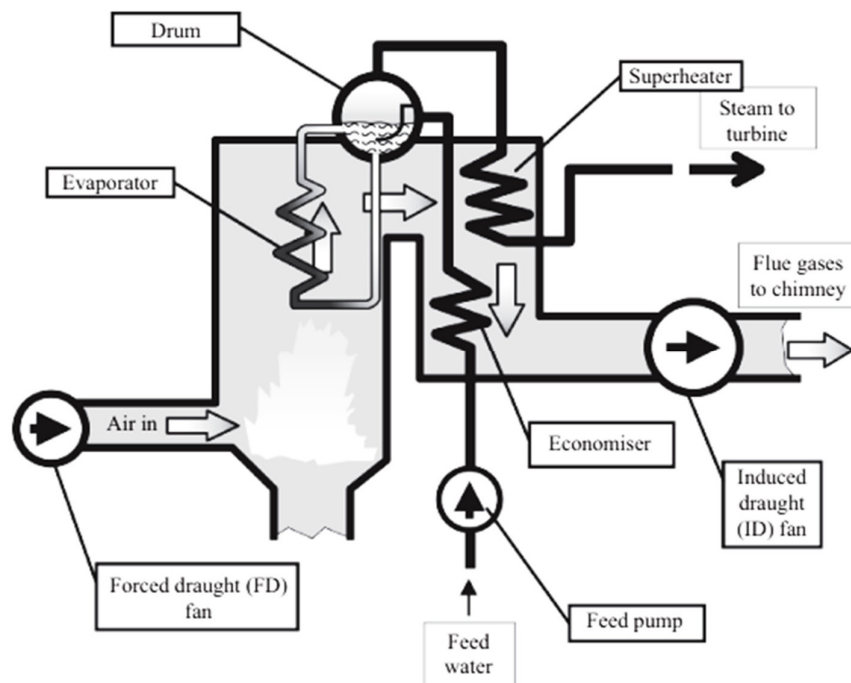 Drum
Superheater
Steam to
turbine
Evaporator
Flue gases
to chimney
Air in
Economiser
Induced
draught
(ID) fan
Forced draught (FD)
fan
Feed pump
Feed
water